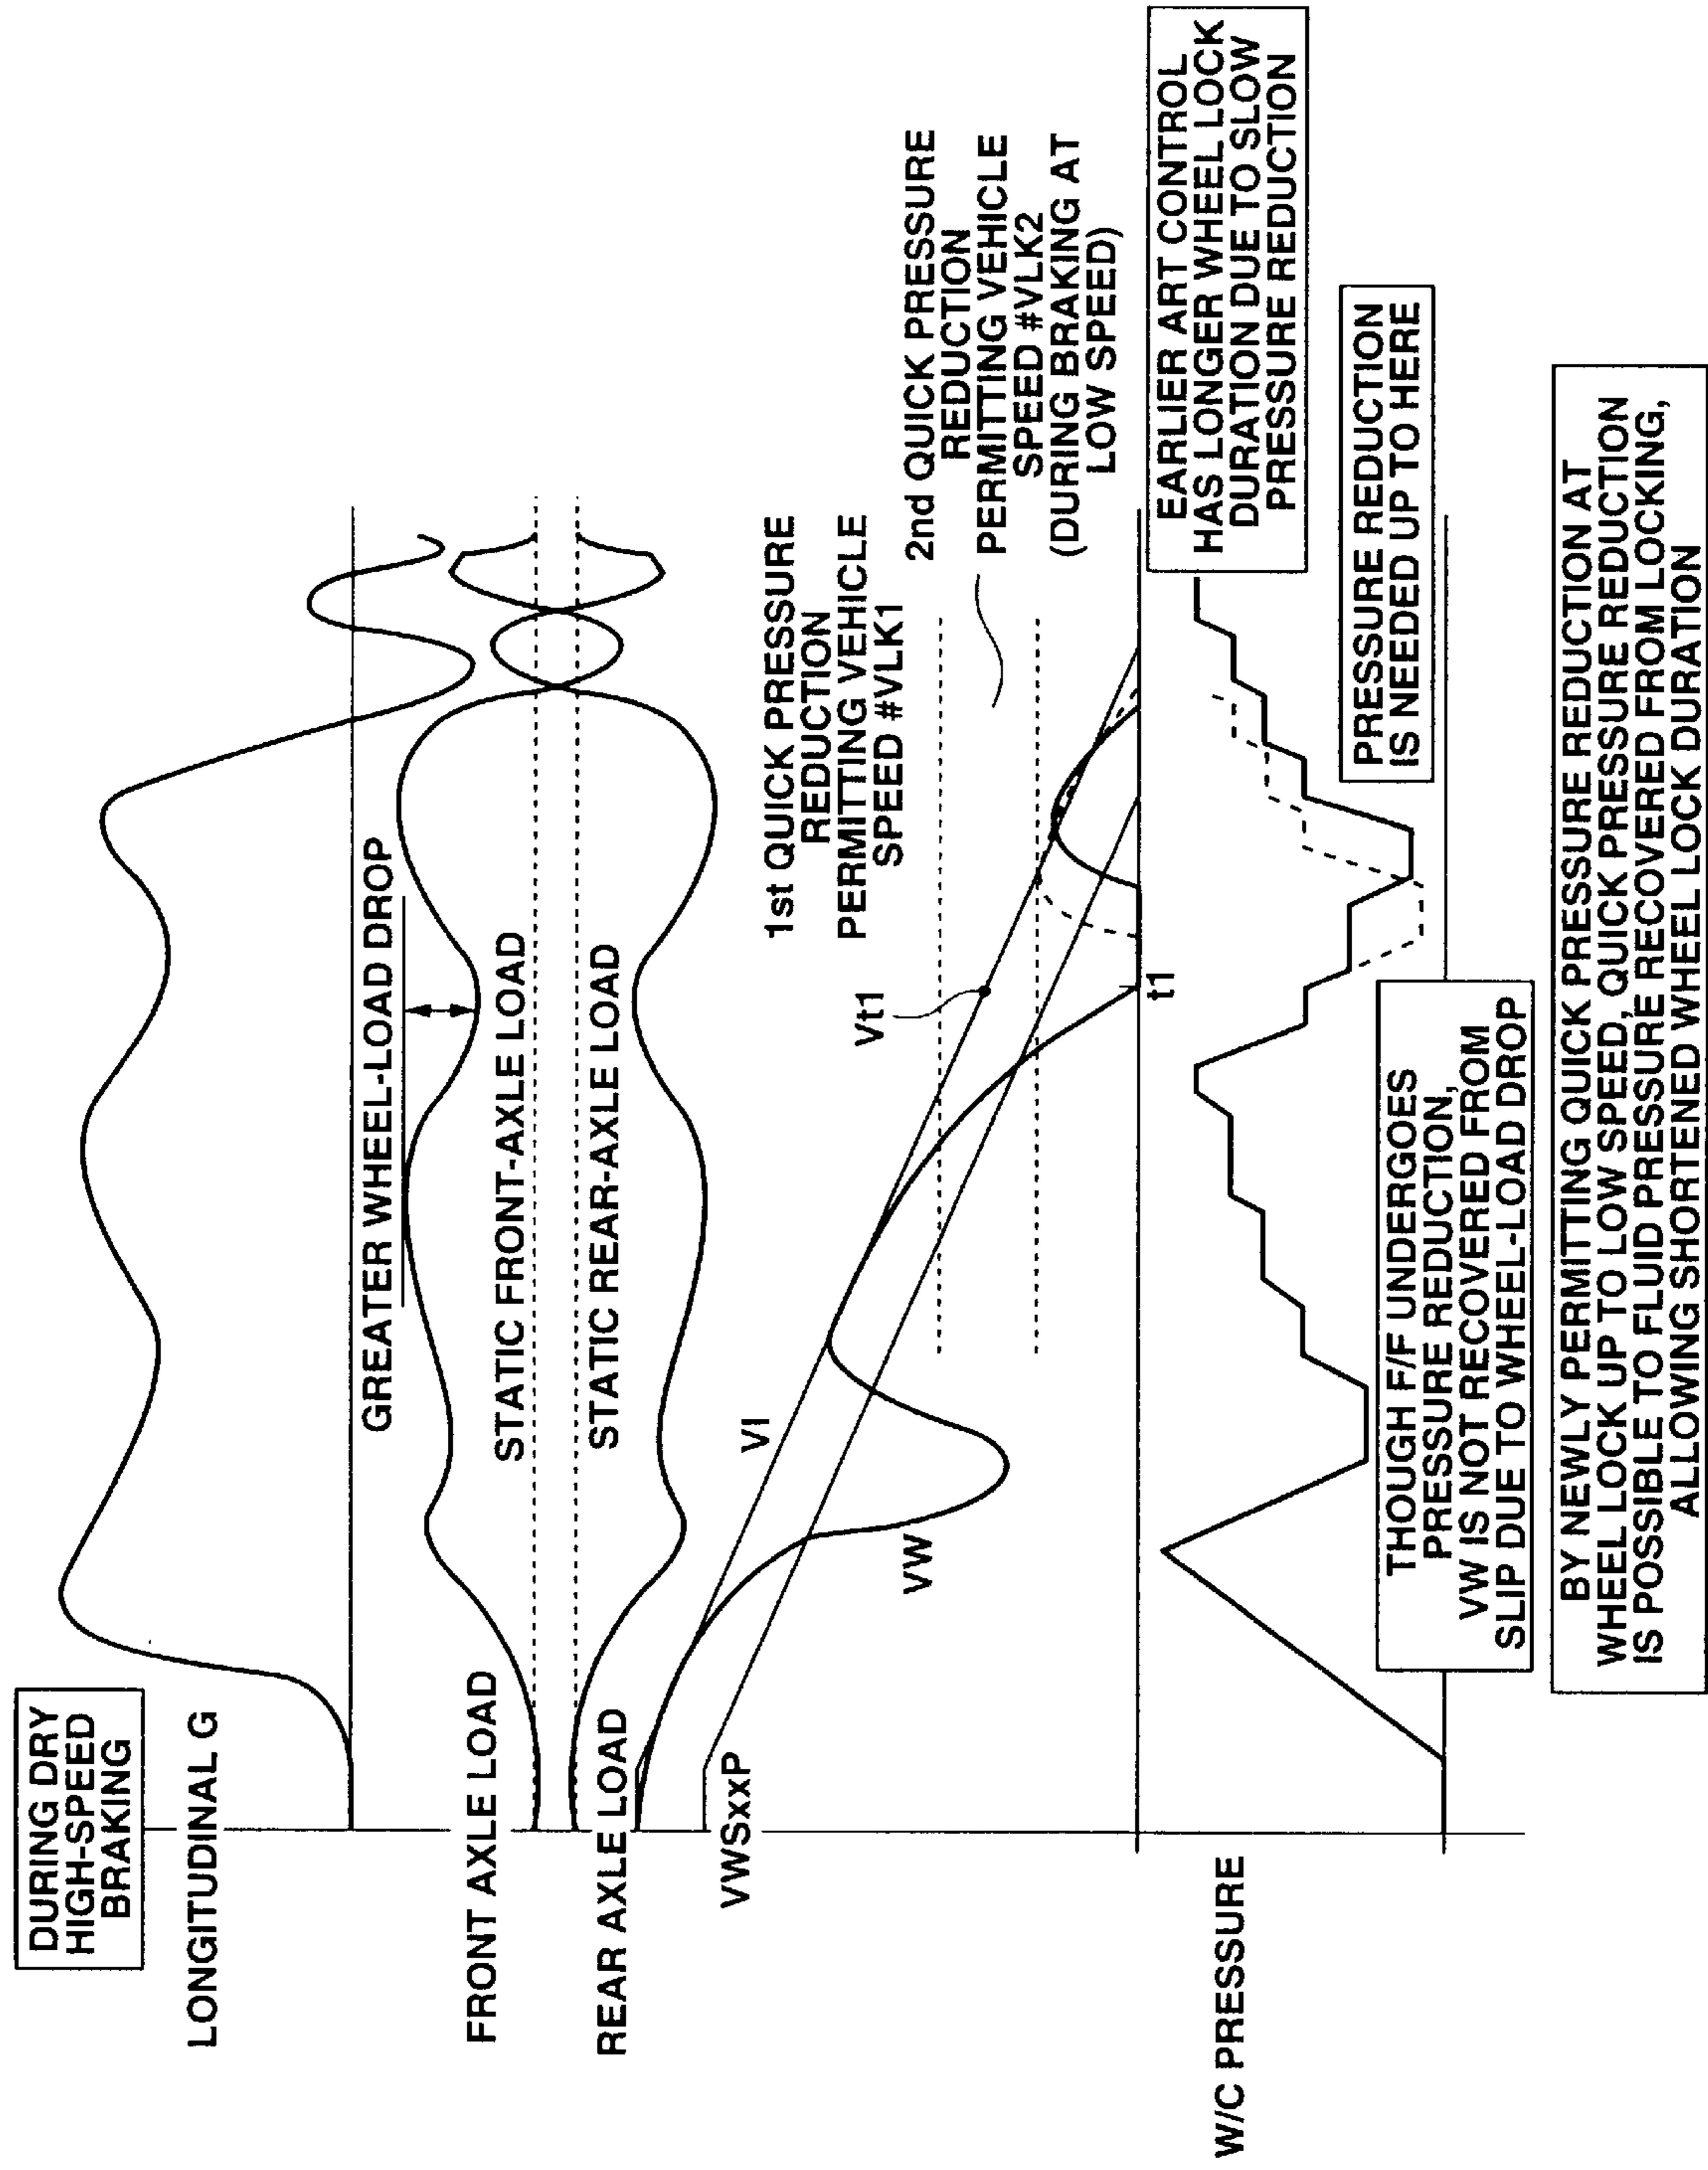 DURING DRY
HIGH-SPEED
BRAKING
LONGITUDINAL G
GREATER WHEEL-LOAD DROP
FRONT AXLE LOAD
STATIC FRONT-AXLE LOAD
STATIC REAR-AXLE LOAD
REAR AXLE LOAD
VWSxxP
VI
VW
1st QUICK PRESSURE
REDUCTION
PERMITTING VEHICLE
SPEED #VLK1
Vt1
2nd QUICK PRESSURE
REDUCTION
PERMITTING VEHICLE
SPEED #VLK2
(DURING BRAKING AT
LOW SPEED)
t1
EARLIER ART CONTROL
HAS LONGER WHEEL LOCK
DURATION DUE TO SLOW
PRESSURE REDUCTION
W/C PRESSURE
PRESSURE REDUCTION
IS NEEDED UP TO HERE
THOUGH F/F UNDERGOES
PRESSURE REDUCTION,
VW IS NOT RECOVERED FROM
SLIP DUE TO WHEEL-LOAD DROP
BY NEWLY PERMITTING QUICK PRESSURE REDUCTION AT
WHEEL LOCK UP TO LOW SPEED, QUICK PRESSURE REDUCTION
IS POSSIBLE TO FLUID PRESSURE RECOVERED FROM LOCKING,
ALLOWING SHORTENED WHEEL LOCK DURATION